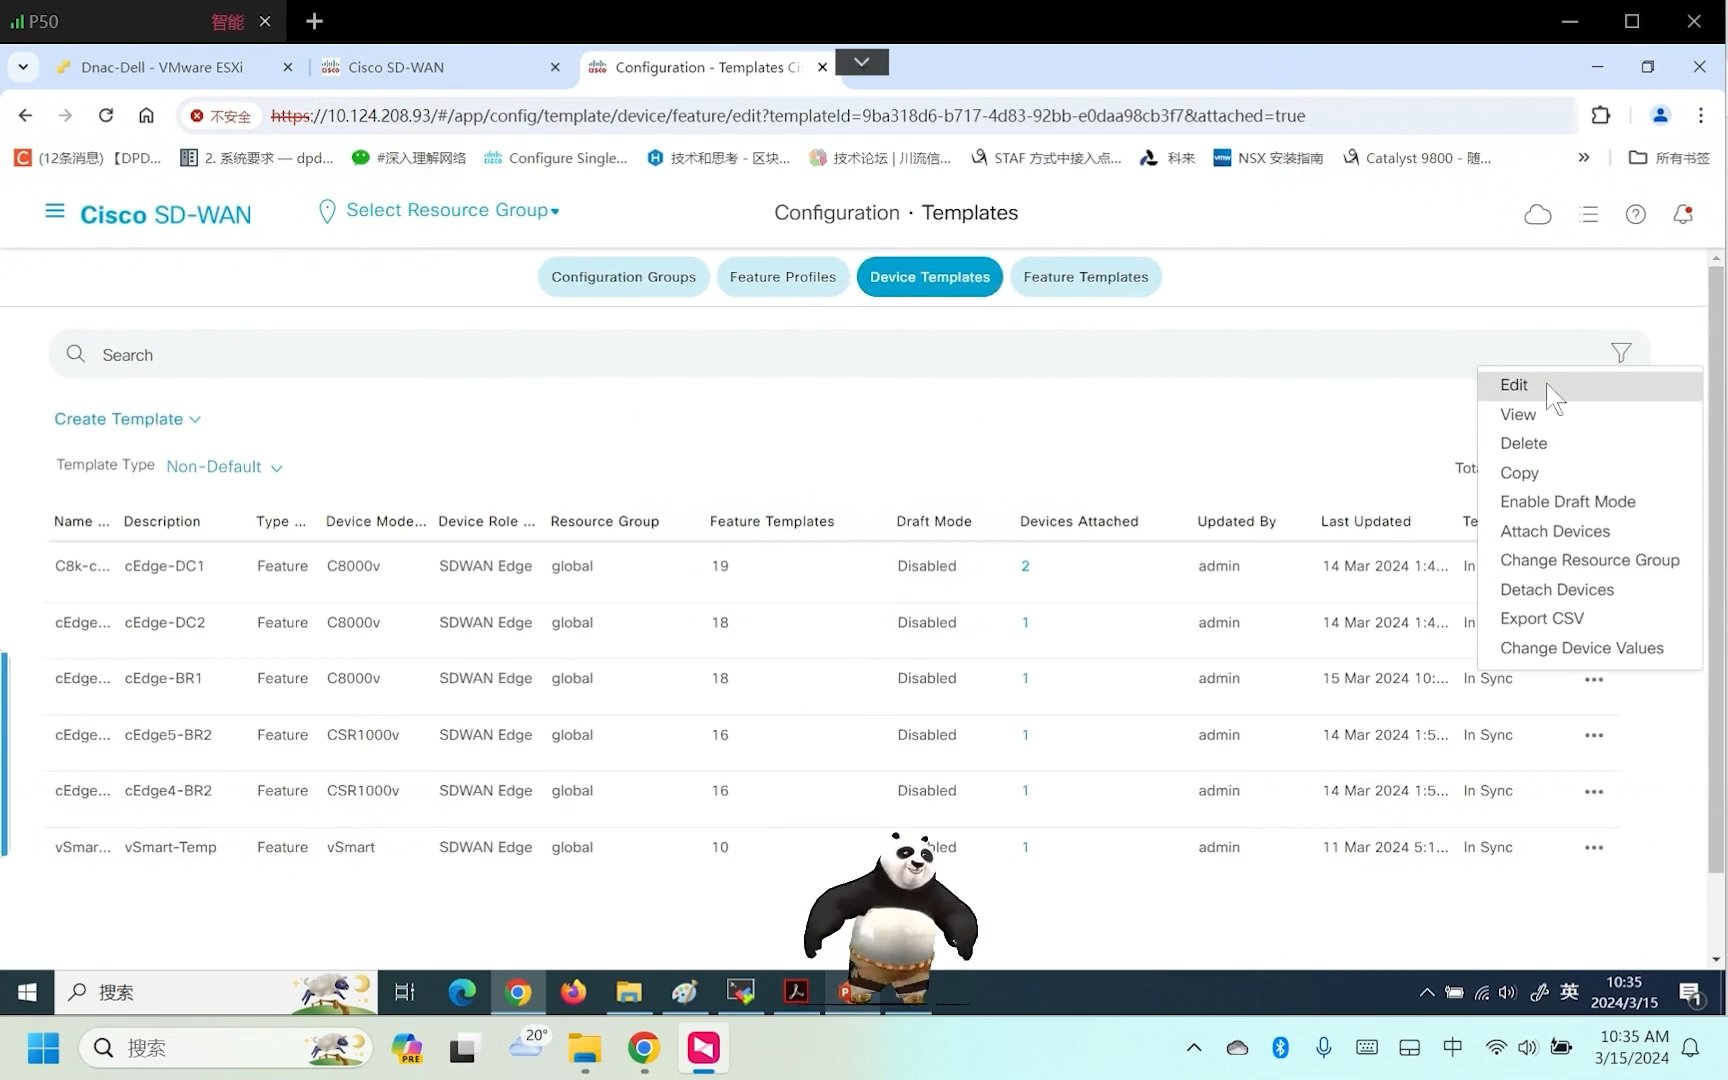 P50 智能
Dnac-Dell - VMware ESXi
Cisco SD-WAN
Configuration - Templates Ci
不安全 https://10.124.208.93/#/app/config/template/device/feature/edit?templateId=9ba318d6-b717-4d83-92bb-e0daa98cb3f7&attached=true
(12条消息) 【DPD...
2. 系统要求 — dpd...
#深入理解网络
Configure Single...
技术和思考 - 区块...
技术论坛 | 川流信...
STAF 方式中接入点...
科来
NSX 安装指南
Catalyst 9800 - 随...
所有书签
Cisco SD-WAN
Select Resource Group
Configuration · Templates
Configuration Groups
Feature Profiles
Device Templates
Feature Templates
Search
Create Template
Template Type Non-Default
Edit
View
Delete
Copy
Enable Draft Mode
Attach Devices
Change Resource Group
Detach Devices
Export CSV
Change Device Values
Name ... Description Type ... Device Mode... Device Role ... Resource Group Feature Templates Draft Mode Devices Attached Updated By Last Updated
C8k-c... cEdge-DC1 Feature C8000v SDWAN Edge global 19 Disabled 2 admin 14 Mar 2024 1:4... In
cEdge... cEdge-DC2 Feature C8000v SDWAN Edge global 18 Disabled 1 admin 14 Mar 2024 1:4... In
cEdge... cEdge-BR1 Feature C8000v SDWAN Edge global 18 Disabled 1 admin 15 Mar 2024 10:... In Sync
cEdge... cEdge5-BR2 Feature CSR1000v SDWAN Edge global 16 Disabled 1 admin 14 Mar 2024 1:5... In Sync
cEdge... cEdge4-BR2 Feature CSR1000v SDWAN Edge global 16 Disabled 1 admin 14 Mar 2024 1:5... In Sync
vSmar... vSmart-Temp Feature vSmart SDWAN Edge global 10 1 admin 11 Mar 2024 5:1... In Sync
搜索
英
10:35
2024/3/15
1
搜索
PRE
20°
中
10:35 AM
3/15/2024